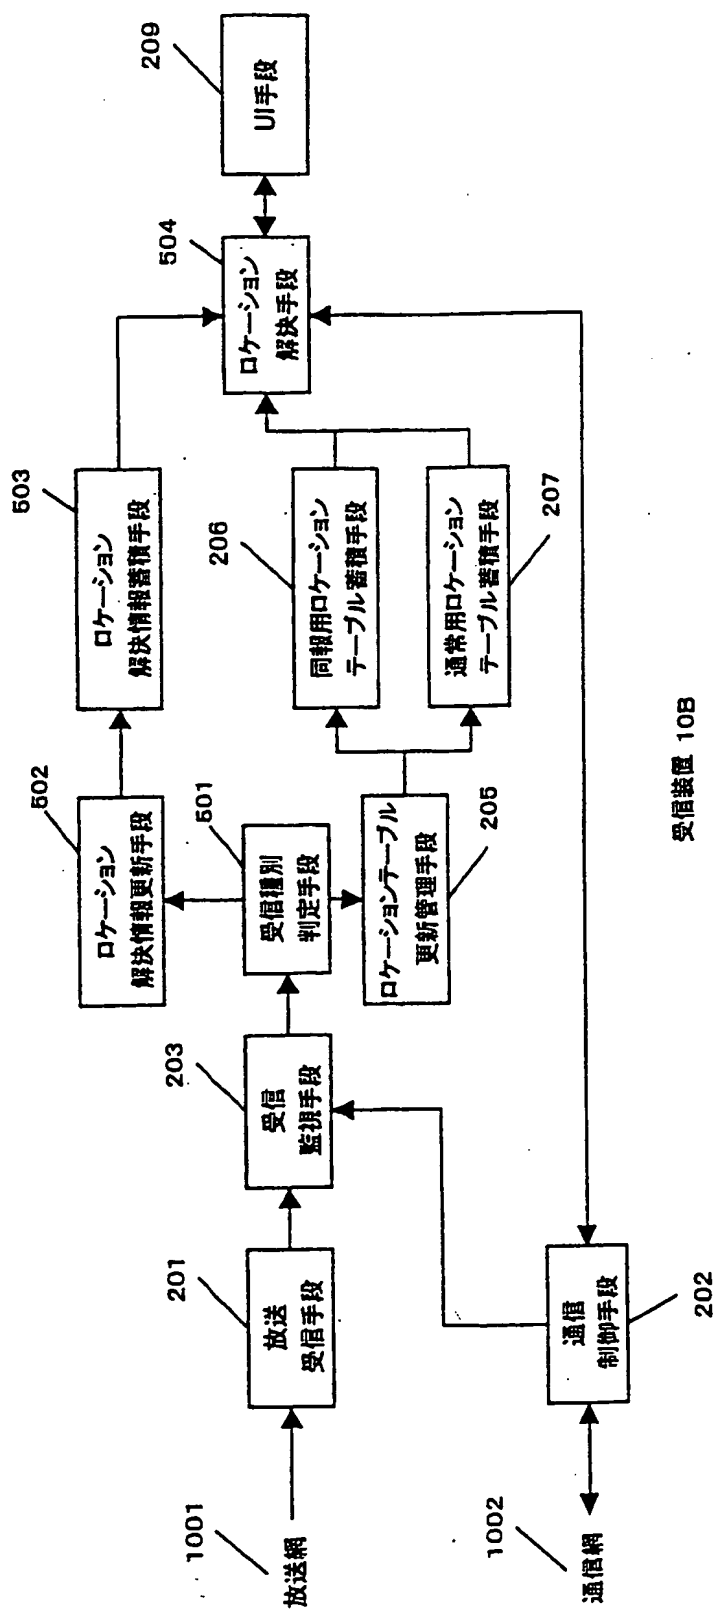 1001
放送網
201
放送
受信手段
203
受信
監視手段
502
ロケーション
解決情報更新手段
501
受信種別
判定手段
ロケーションテーブル
更新管理手段
205
503
ロケーション
解決情報蓄積手段
206
同報用ロケーション
テーブル蓄積手段
通常用ロケーション
テーブル蓄積手段
207
504
ロケーション
解決手段
209
UI手段
1002
通信網
通信
制御手段
202
受信装置 10B